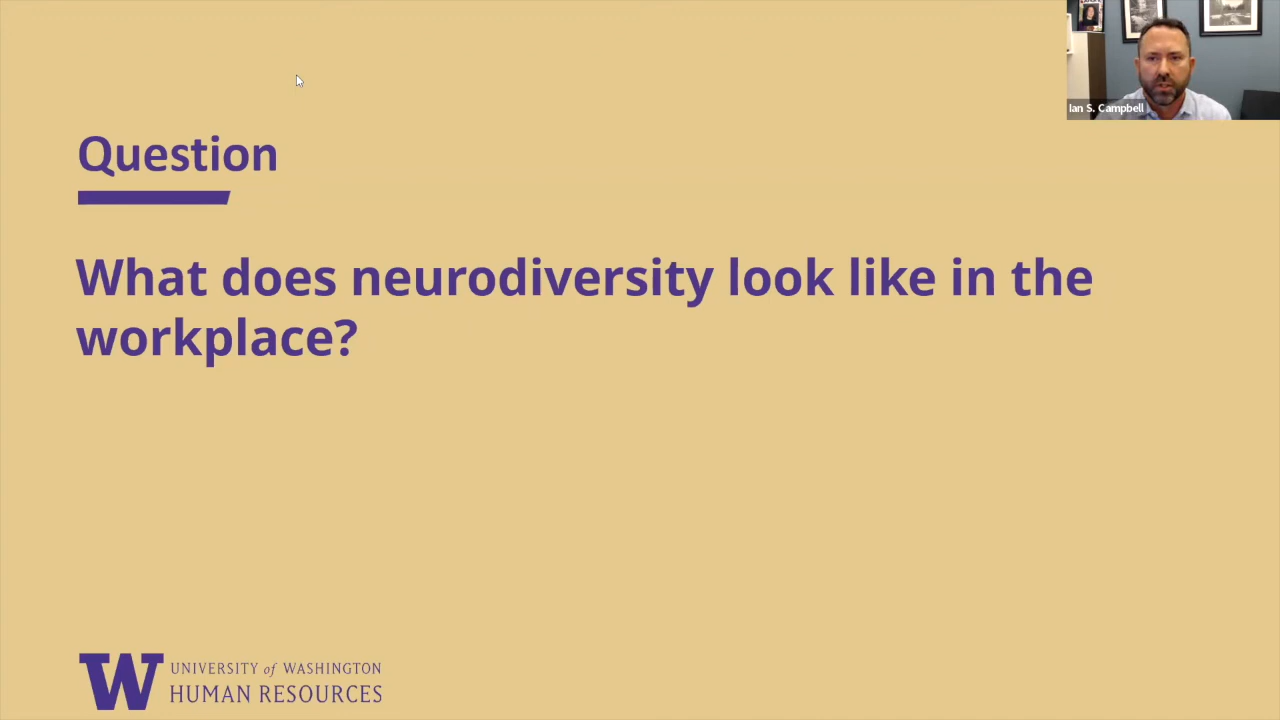 Ian S. Campbell
Question
What does neurodiversity look like in the
workplace?
W UNIVERSITY of WASHINGTON
HUMAN RESOURCES